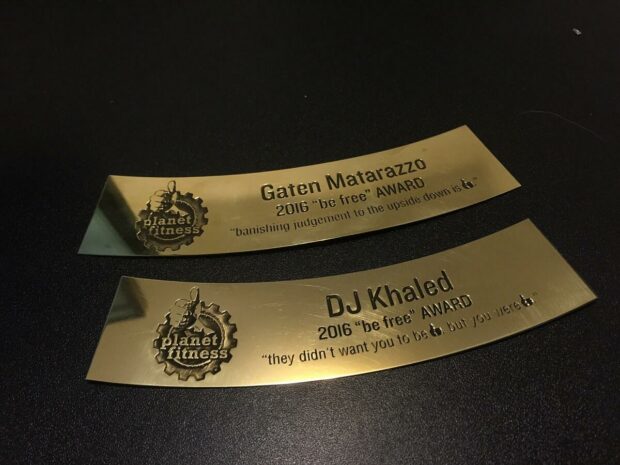 Gaten Matarazzo
2016 "be free" AWARD
"banishing judgement to the upside down is 👍."
planet
fitness
DJ Khaled
2016 "be free" AWARD
"they didn't want you to be 👍 but you were 👍."
planet
fitness